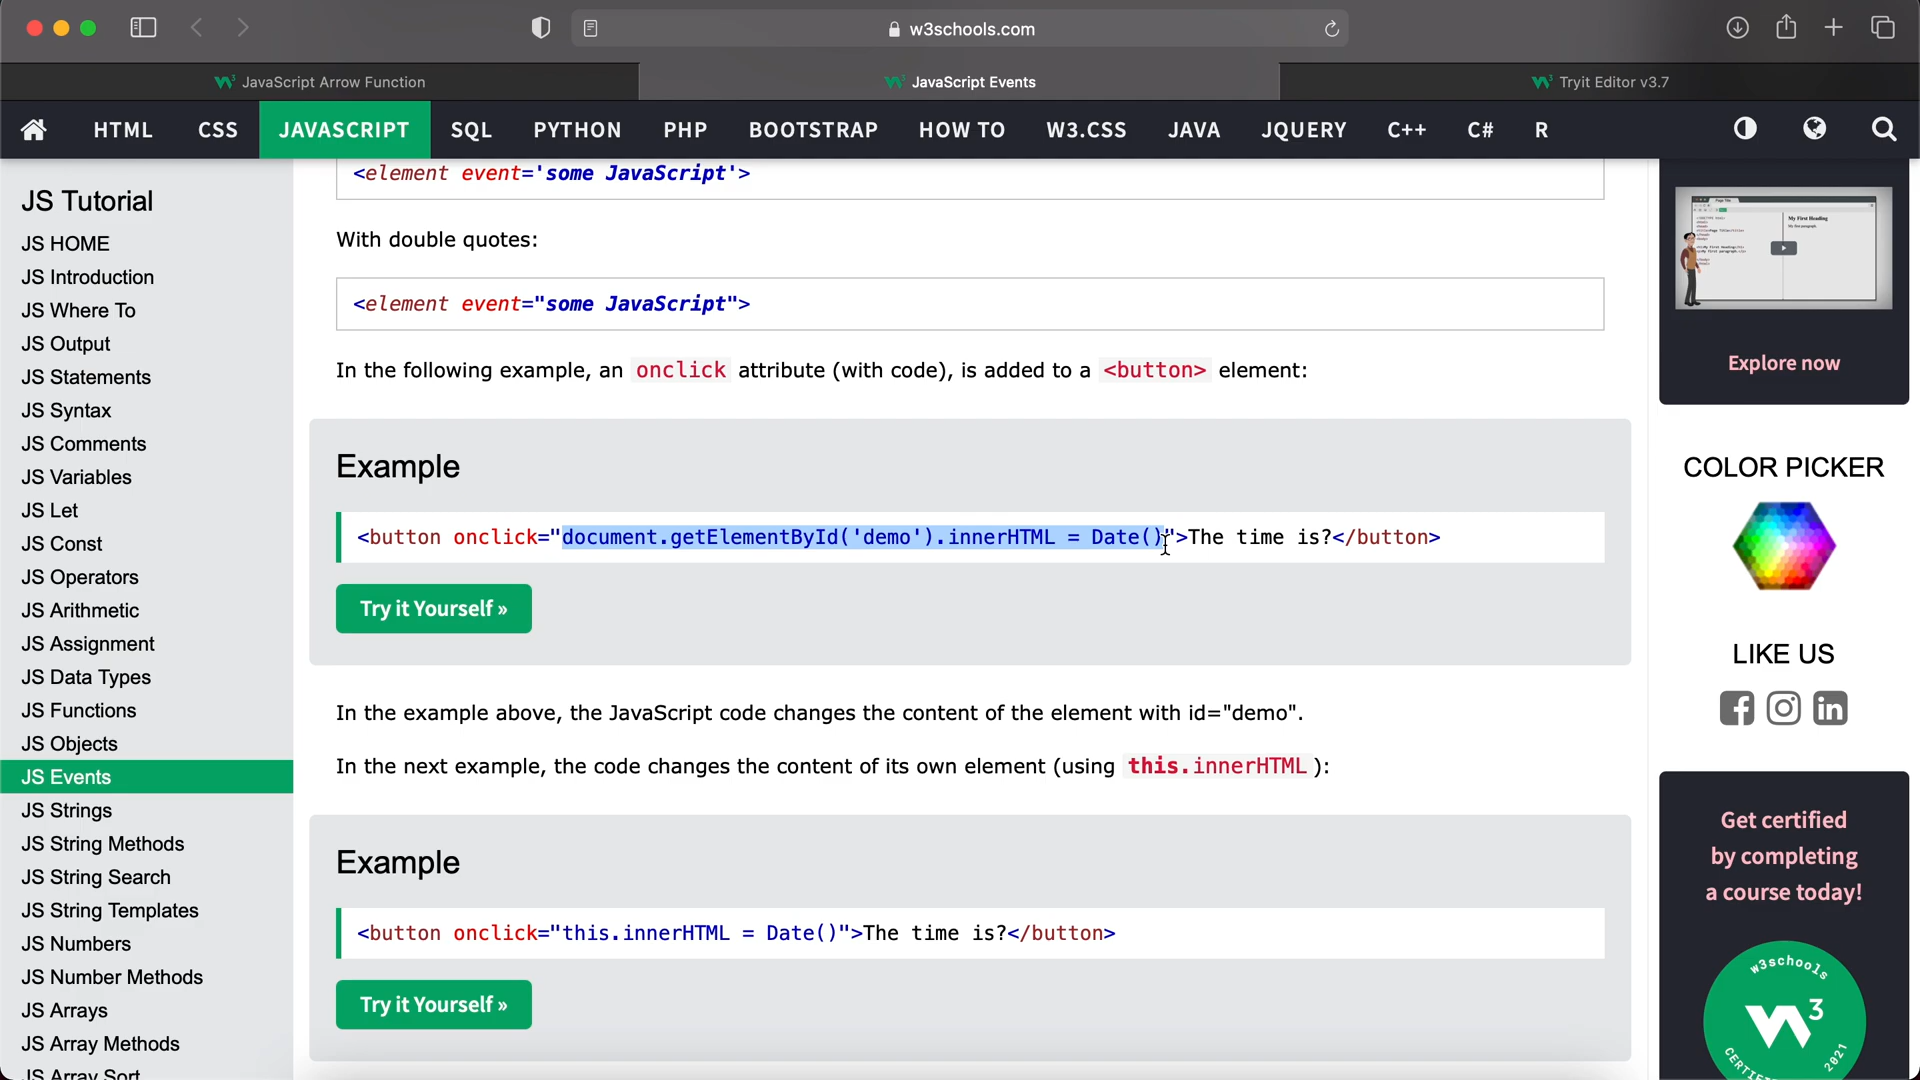 w3schools.com
JavaScript Arrow Function
JavaScript Events
Tryit Editor v3.7
HTML CSS JAVASCRIPT SQL PYTHON PHP BOOTSTRAP HOW TO W3.CSS JAVA JQUERY C++ C# R
JS Tutorial
JS HOME
JS Introduction
JS Where To
JS Output
JS Statements
JS Syntax
JS Comments
JS Variables
JS Let
JS Const
JS Operators
JS Arithmetic
JS Assignment
JS Data Types
JS Functions
JS Objects
JS Events
JS Strings
JS String Methods
JS String Search
JS String Templates
JS Numbers
JS Number Methods
JS Arrays
JS Array Methods
JS Array Sort
<element event='some JavaScript'>
With double quotes:
<element event="some JavaScript">
In the following example, an onclick attribute (with code), is added to a <button> element:
Example
<button onclick="document.getElementById('demo').innerHTML = Date()">The time is?</button>
Try it Yourself »
In the example above, the JavaScript code changes the content of the element with id="demo".
In the next example, the code changes the content of its own element (using this.innerHTML):
Example
<button onclick="this.innerHTML = Date()">The time is?</button>
Try it Yourself »
My First Heading
Explore now
COLOR PICKER
LIKE US
Get certified
by completing
a course today!
w3schools
W3
2021